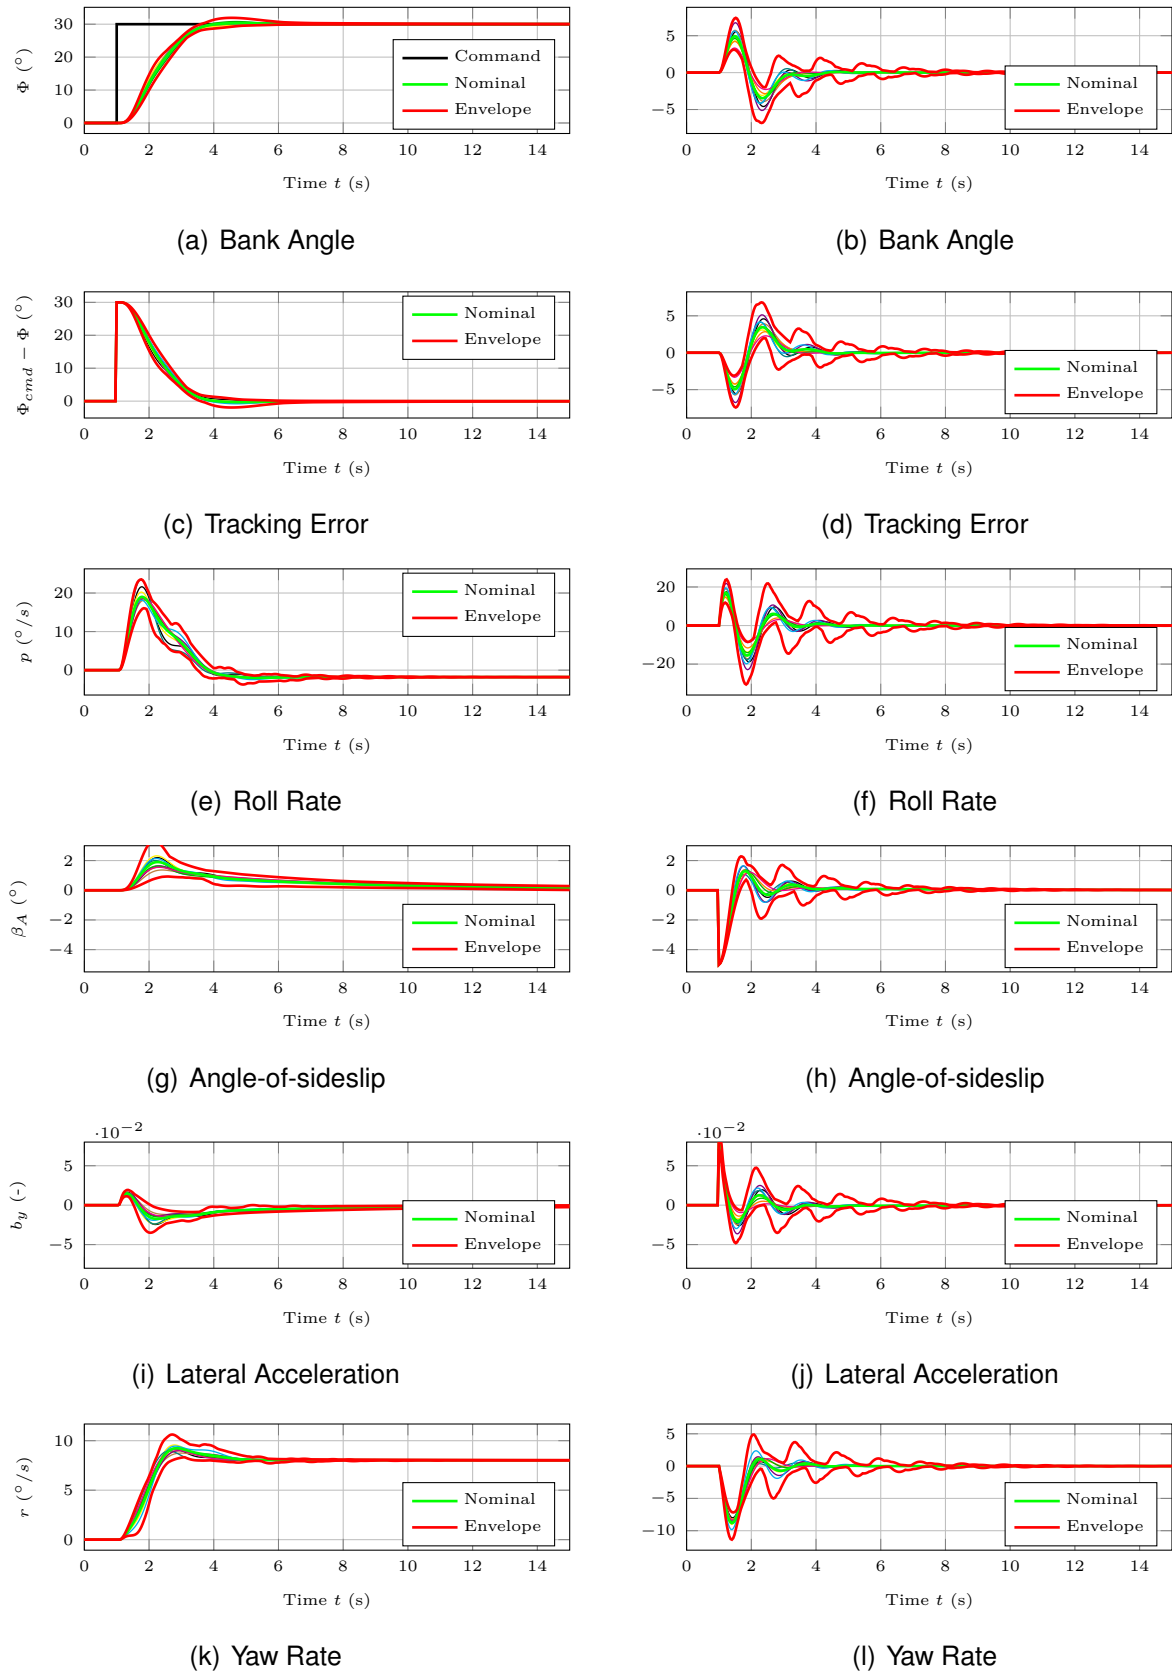 Φ (°)
30
20
10
0
Command
Nominal
Envelope
0 2 4 6 8 10 12 14
Time t (s)
(a) Bank Angle
5
0
−5
Nominal
Envelope
0 2 4 6 8 10 12 14
Time t (s)
(b) Bank Angle
Φcmd − Φ (°)
30
20
10
0
Nominal
Envelope
0 2 4 6 8 10 12 14
Time t (s)
(c) Tracking Error
5
0
−5
Nominal
Envelope
0 2 4 6 8 10 12 14
Time t (s)
(d) Tracking Error
p (°/s)
20
10
0
Nominal
Envelope
0 2 4 6 8 10 12 14
Time t (s)
(e) Roll Rate
20
0
−20
Nominal
Envelope
0 2 4 6 8 10 12 14
Time t (s)
(f) Roll Rate
βA (°)
2
0
−2
−4
Nominal
Envelope
0 2 4 6 8 10 12 14
Time t (s)
(g) Angle-of-sideslip
2
0
−2
−4
Nominal
Envelope
0 2 4 6 8 10 12 14
Time t (s)
(h) Angle-of-sideslip
·10−2
by (-)
5
0
−5
Nominal
Envelope
0 2 4 6 8 10 12 14
Time t (s)
(i) Lateral Acceleration
·10−2
5
0
−5
Nominal
Envelope
0 2 4 6 8 10 12 14
Time t (s)
(j) Lateral Acceleration
r (°/s)
10
5
0
Nominal
Envelope
0 2 4 6 8 10 12 14
Time t (s)
(k) Yaw Rate
5
0
−5
−10
Nominal
Envelope
0 2 4 6 8 10 12 14
Time t (s)
(l) Yaw Rate